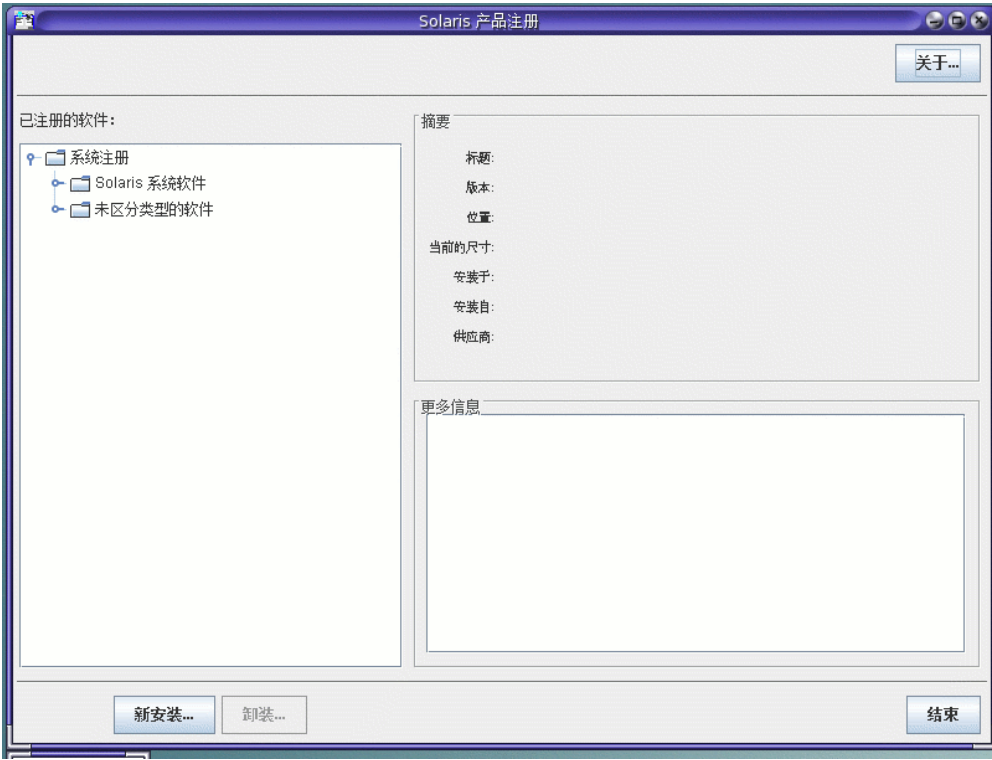 Solaris 产品注册
关于...
已注册的软件：
系统注册
Solaris 系统软件
未区分类型的软件
摘要
标题:
版本:
位置:
当前的尺寸:
安装于:
安装自:
供应商:
更多信息
新安装...
卸装...
结束